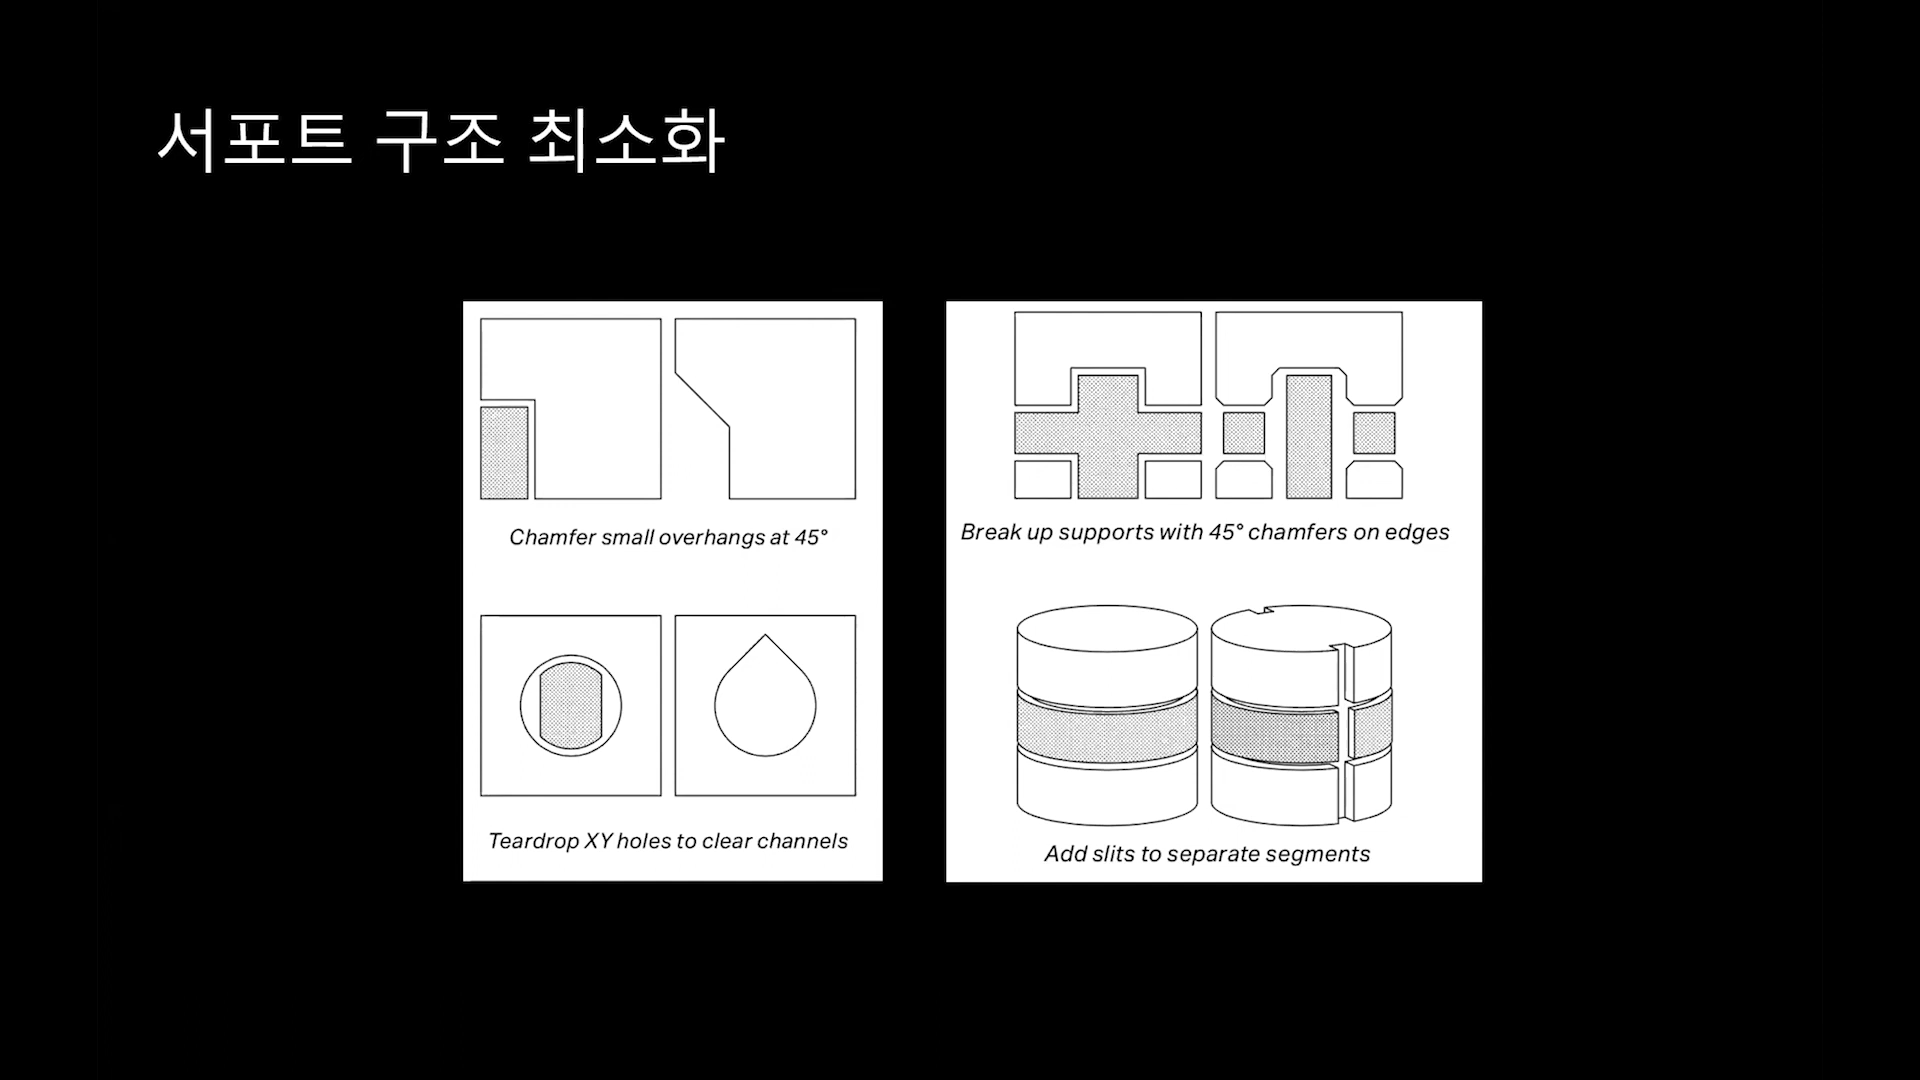 서포트 구조 최소화
Chamfer small overhangs at 45°
Teardrop XY holes to clear channels
Break up supports with 45° chamfers on edges
Add slits to separate segments